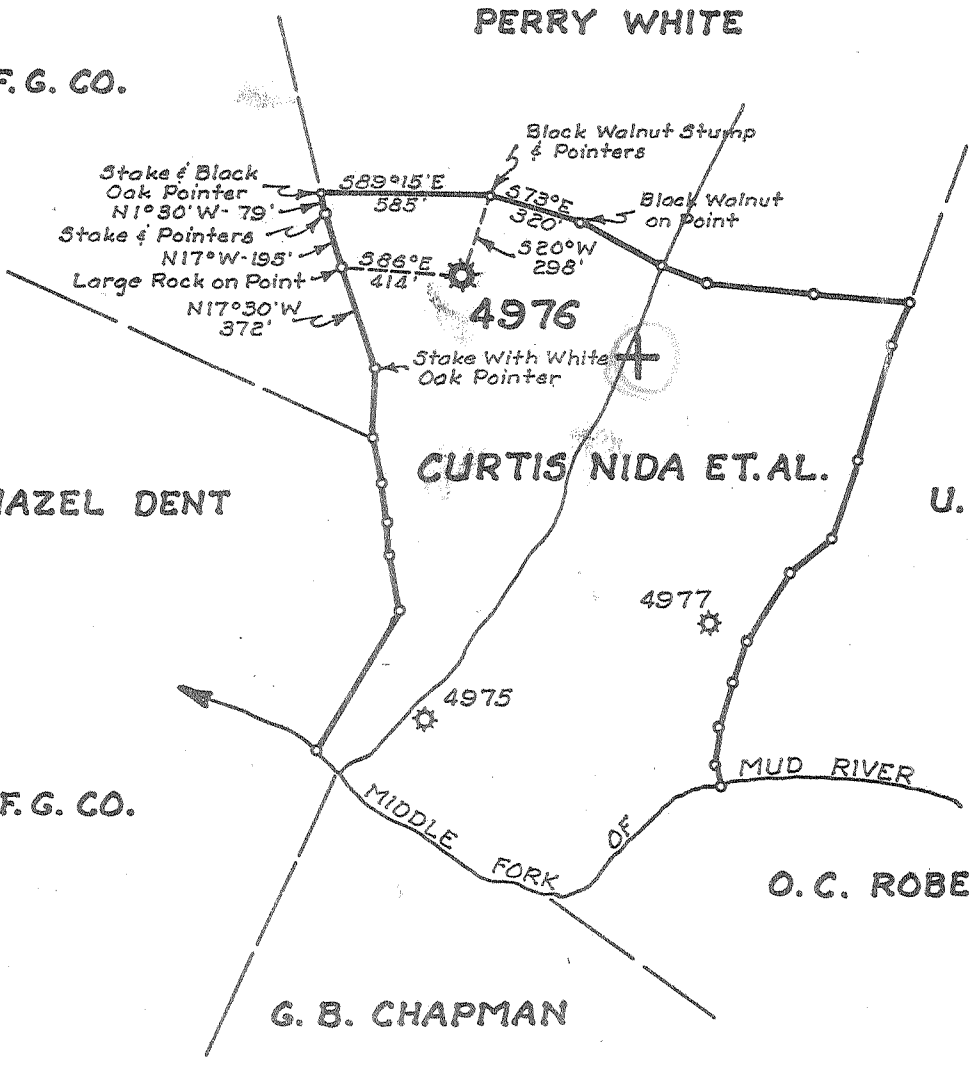 PERRY WHITE
F. G. CO.
Black Walnut Stump
& Pointers
Stake & Black
Oak Pointer
N1°30'W- 79'
Stake & Pointers
N17°W-195'
Large Rock on Point
N17°30'W
372'
S89°15'E
585'
S73°E
320'
Black Walnut
on Point
S20°W
298'
S86°E
414'
4976
Stake With White
Oak Pointer
A
CURTIS NIDA ET. AL.
HAZEL DENT
U.
4977
4975
F. G. CO.
MIDDLE FORK OF MUD RIVER
O. C. ROBE
G. B. CHAPMAN